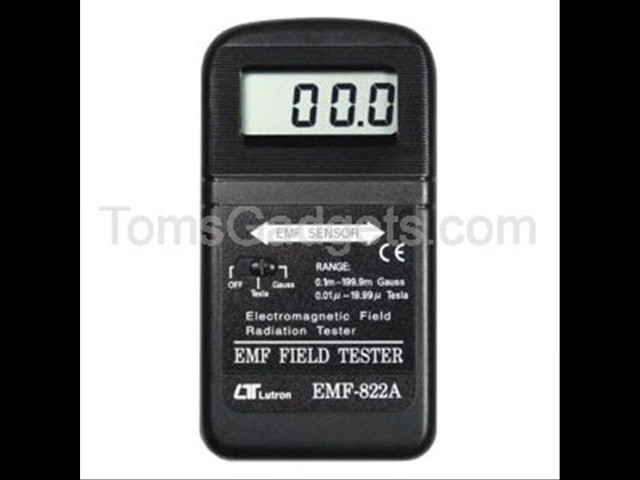 00.0
TomsGadgets.com
EMF SENSOR
CE
RANGE:
0.1m-199.9m Gauss
0.01μ-19.99μ Tesla
OFF Tesla Gauss
Electromagnetic Field
Radiation Tester
EMF FIELD TESTER
Lutron EMF-822A